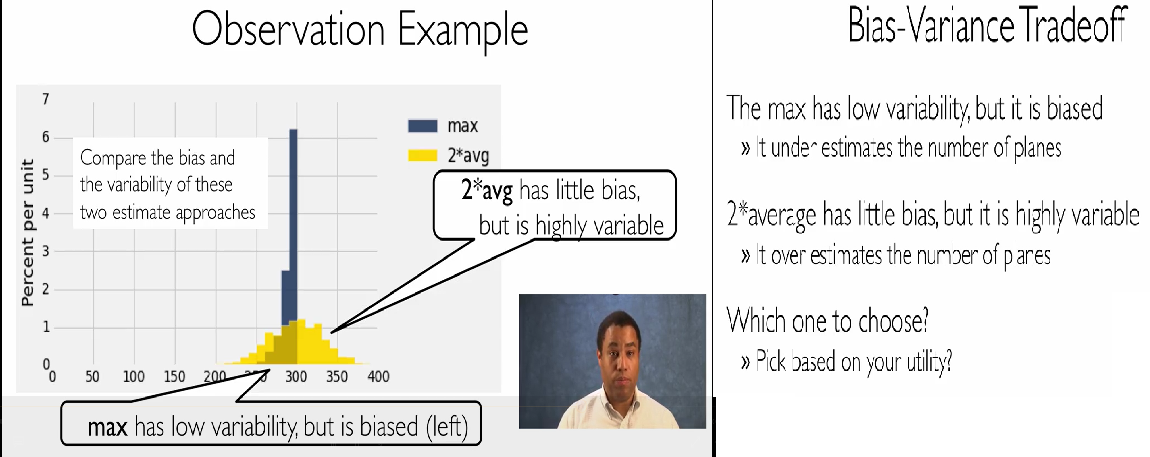 Observation Example
7
6
5
4
3
2
1
0
Percent per unit
0 50 100 150 200 250 300 350 400
max
2*avg
Compare the bias and
the variability of these
two estimate approaches
2*avg has little bias,
but is highly variable
max has low variability, but is biased (left)
Bias-Variance Tradeoff
The max has low variability, but it is biased
» It under estimates the number of planes
2*average has little bias, but it is highly variable
» It over estimates the number of planes
Which one to choose?
» Pick based on your utility?